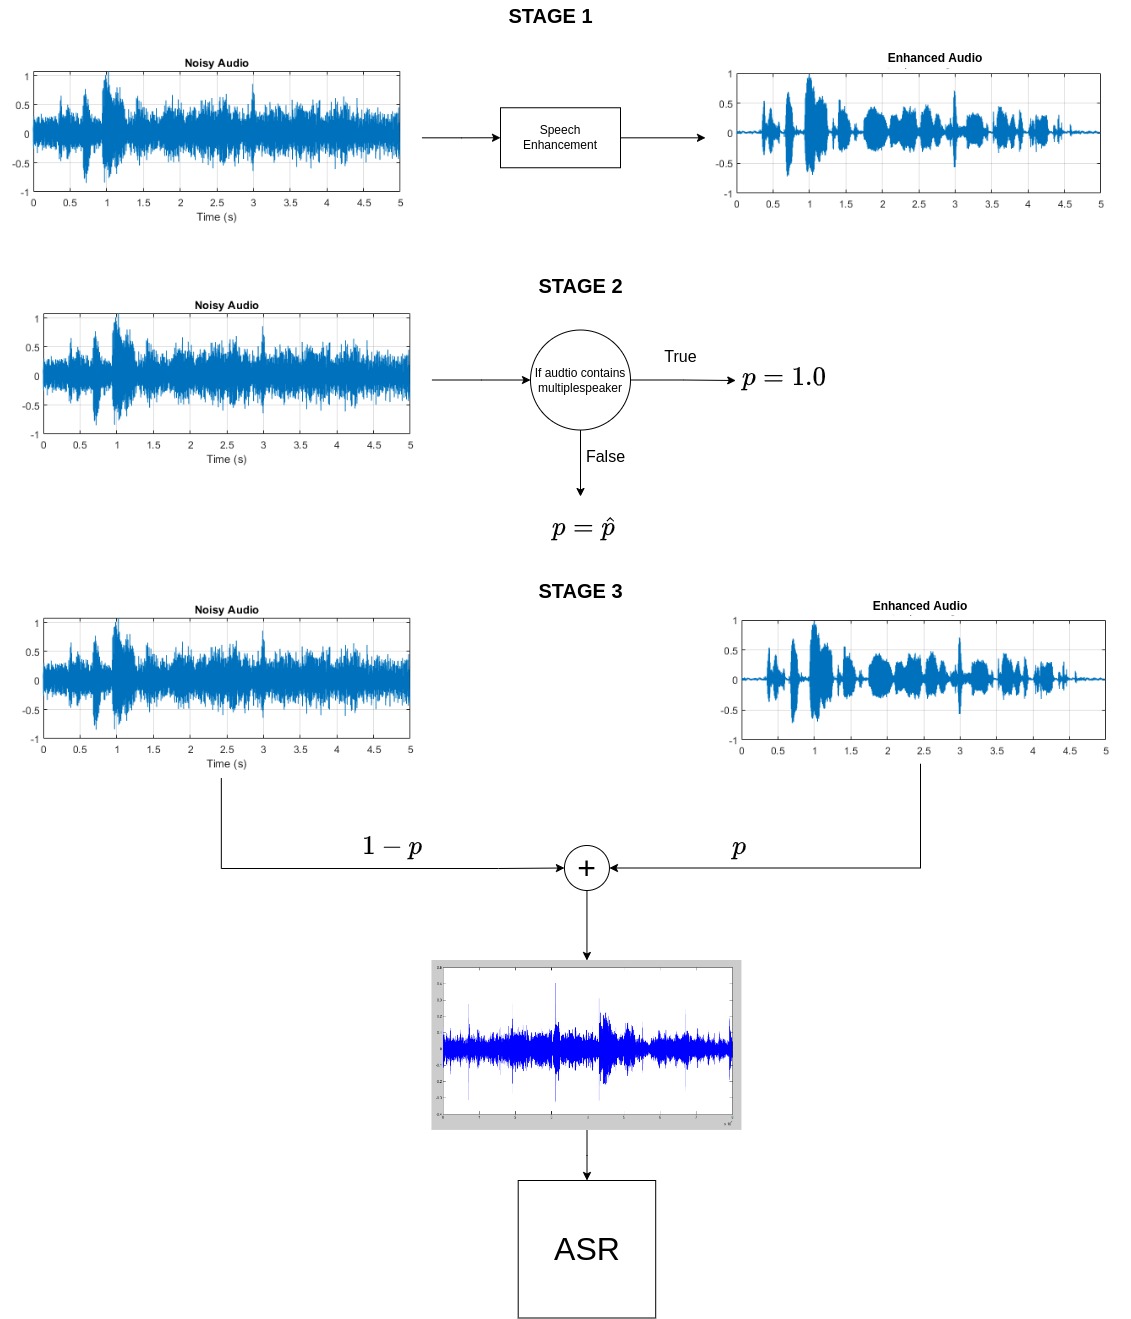 STAGE 1
Noisy Audio
1
0.5
0
-0.5
-1
0 0.5 1 1.5 2 2.5 3 3.5 4 4.5 5
Time (s)
Speech
Enhancement
Enhanced Audio
1
0.5
0
-0.5
-1
0 0.5 1 1.5 2 2.5 3 3.5 4 4.5 5
STAGE 2
Noisy Audio
1
0.5
0
-0.5
-1
0 0.5 1 1.5 2 2.5 3 3.5 4 4.5 5
Time (s)
If audtio contains
multiplespeaker
True
p = 1.0
False
p = p̂
STAGE 3
Noisy Audio
1
0.5
0
-0.5
-1
0 0.5 1 1.5 2 2.5 3 3.5 4 4.5 5
Time (s)
Enhanced Audio
1
0.5
0
-0.5
-1
0 0.5 1 1.5 2 2.5 3 3.5 4 4.5 5
1 − p
p
+
ASR